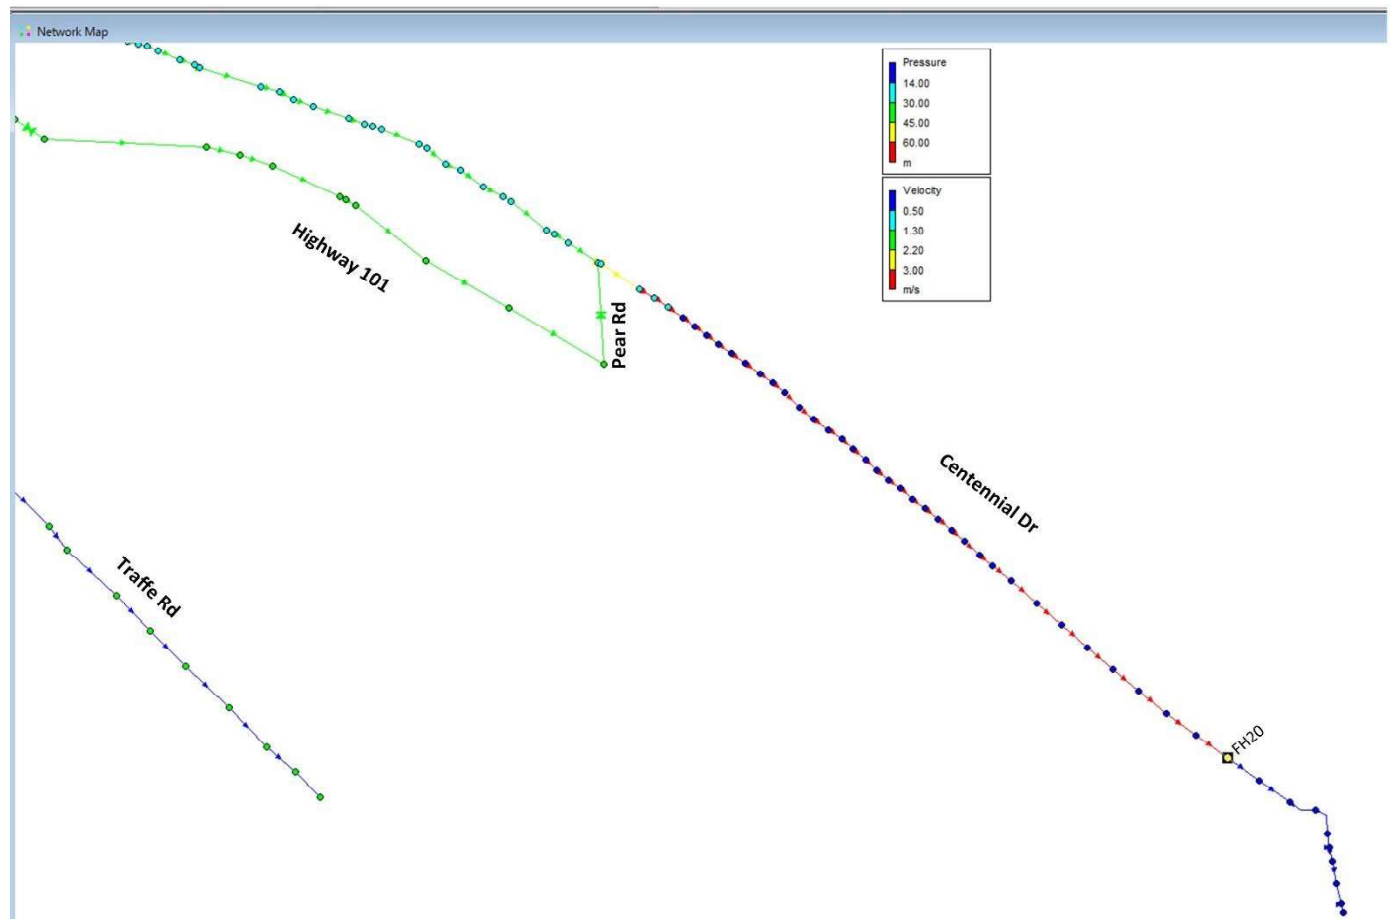 Network Map
Pressure
14.00
30.00
45.00
60.00
m
Velocity
0.50
1.30
2.20
3.00
m/s
Highway 101
Pear Rd
Centennial Dr
Traffe Rd
FH20